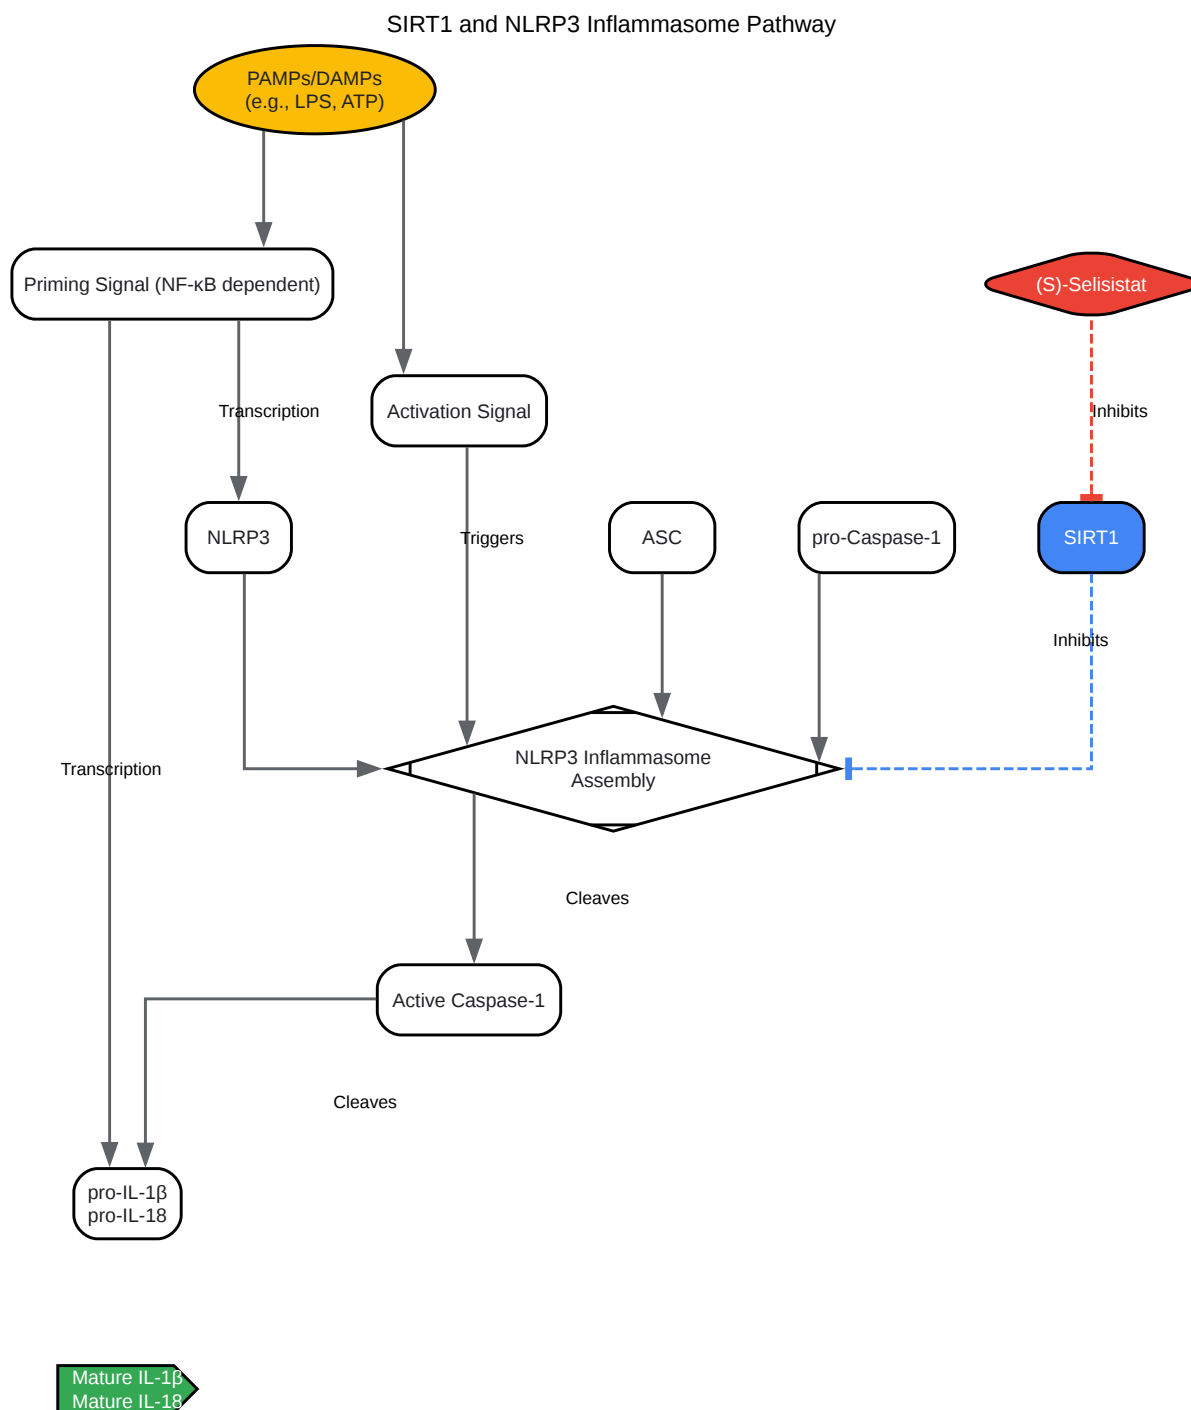 SIRT1 and NLRP3 Inflammasome Pathway
PAMPs/DAMPs
(e.g., LPS, ATP)
Priming Signal (NF-κB dependent)
(S)-Selisistat
Transcription
Activation Signal
Inhibits
NLRP3
Triggers
ASC
pro-Caspase-1
SIRT1
Inhibits
NLRP3 Inflammasome
Assembly
Transcription
Cleaves
Active Caspase-1
Cleaves
pro-IL-1β
pro-IL-18
Mature IL-1β
Mature IL-18